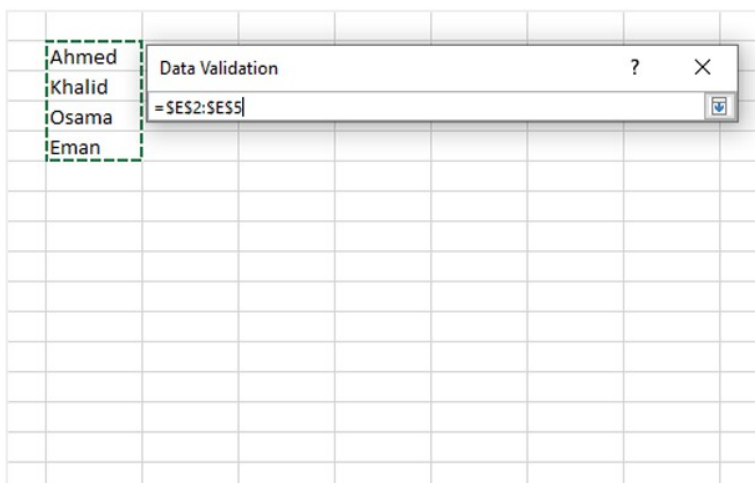 Ahmed
Data Validation ?
Khalid
=$E$2:$E$5
Osama
Eman